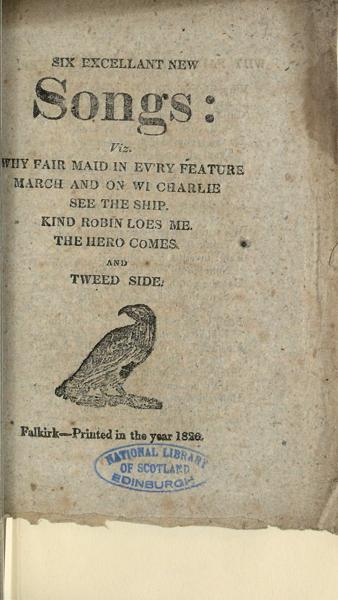 SIX EXCELLANT NEW
Songs:
Viz.
WHY FAIR MAID IN EV'RY FEATURE
MARCH AND ON WI CHARLIE
SEE THE SHIP.
KIND ROBIN LOES ME.
THE HERO COMES.
AND
TWEED SIDE.
Falkirk—Printed in the year 1826.
NATIONAL LIBRARY
OF SCOTLAND
EDINBURGH